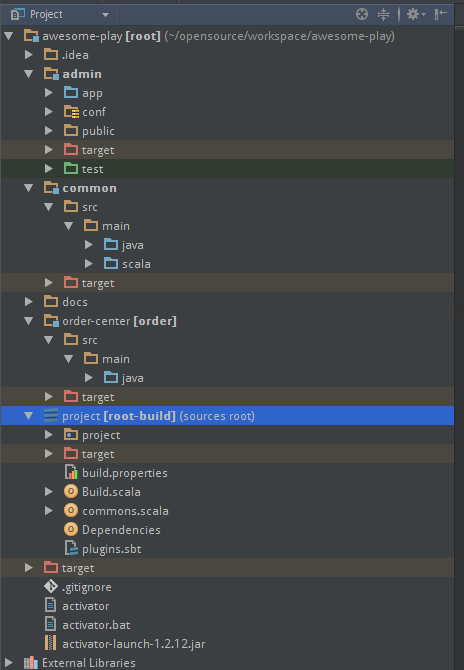 Project
awesome-play [root] (~/opensource/workspace/awesome-play)
.idea
admin
app
conf
public
target
test
common
src
main
java
scala
target
docs
order-center [order]
src
main
java
target
project [root-build] (sources root)
project
target
build.properties
Build.scala
commons.scala
Dependencies
plugins.sbt
target
.gitignore
activator
activator.bat
activator-launch-1.2.12.jar
External Libraries